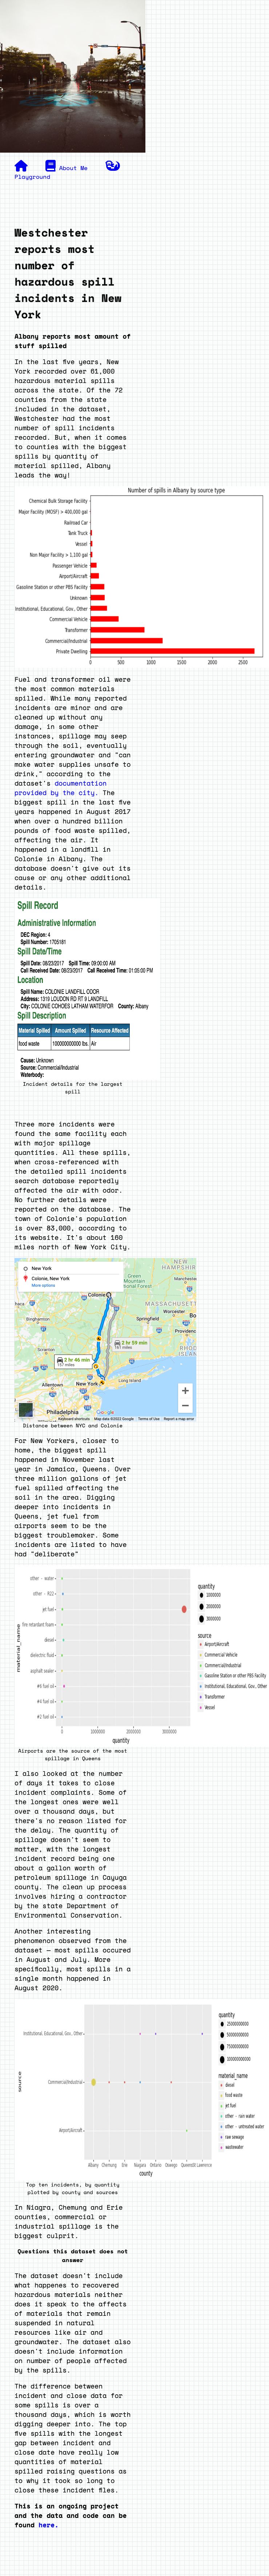 About Me
Playground
Westchester
reports most
number of
hazardous spill
incidents in New
York
Albany reports most amount of
stuff spilled
In the last five years, New
York recorded over 61,000
hazardous material spills
across the state. Of the 72
counties from the state
included in the dataset,
Westchester had the most
number of spill incidents
recorded. But, when it comes
to counties with the biggest
spills by quantity of
material spilled, Albany
leads the way!
Number of spills in Albany by source type
Chemical Bulk Storage Facility
Major Facility (MOSF) > 400,000 gal
Railroad Car
Tank Truck
Vessel
Non Major Facility > 1,100 gal
Passenger Vehicle
Airport/Aircraft
Gasoline Station or other PBS Facility
Unknown
Institutional, Educational, Gov., Other
Commercial Vehicle
Transformer
Commercial/Industrial
Private Dwelling
0 500 1000 1500 2000 2500
Fuel and transformer oil were
the most common materials
spilled. While many reported
incidents are minor and are
cleaned up without any
damage, in some other
instances, spillage may seep
through the soil, eventually
entering groundwater and "can
make water supplies unsafe to
drink," according to the
dataset's documentation
provided by the city. The
biggest spill in the last five
years happened in August 2017
when over a hundred billion
pounds of food waste spilled,
affecting the air. It
happened in a landfill in
Colonie in Albany. The
database doesn't give out its
cause or any other additional
details.
Spill Record
Administrative Information
DEC Region: 4
Spill Number: 1705181
Spill Date/Time
Spill Date: 08/23/2017 Spill Time: 09:00:00 AM
Call Received Date: 08/23/2017 Call Received Time: 01:05:00 PM
Location
Spill Name: COLONIE LANDFILL ODOR
Address: 1319 LOUDON RD RT 9 LANDFILL
City: COLONIE COHOES LATHAM WATERFOR County: Albany
Spill Description
Material Spilled Amount Spilled Resource Affected
food waste 100000000000 lbs. Air
Cause: Unknown
Source: Commercial/Industrial
Waterbody:
Incident details for the largest
spill
Three more incidents were
found the same facility each
with major spillage
quantities. All these spills,
when cross-referenced with
the detailed spill incidents
search database reportedly
affected the air with odor.
No further details were
reported on the database. The
town of Colonie's population
is over 83,000, according to
its website. It's about 160
miles north of New York City.
New York
Colonie, New York
More options
NEW
HAMPSHIR
Green
Mountain
ional Forest
Manchester
Colonie
MASSACHUSETT
Worcester
Binghamton
Springfield
Providence
RHOD
ISLAN
Scranton
2 hr 59 min
163 miles
2 hr 46 min
157 miles
Allentown
New York
Long Island
Philadelphia
Google
Keyboard shortcuts Map data ©2022 Google Terms of Use Report a map error
Distance between NYC and Colonie
For New Yorkers, closer to
home, the biggest spill
happened in November last
year in Jamaica, Queens. Over
three million gallons of jet
fuel spilled affecting the
soil in the area. Digging
deeper into incidents in
Queens, jet fuel from
airports seem to be the
biggest troublemaker. Some
incidents are listed to have
had "deliberate"
material_name
other - water
other - R22
jet fuel
fire retardant foam
diesel
dielectric fluid
asphalt sealer
#6 fuel oil
#4 fuel oil
#2 fuel oil
0 1000000 2000000 3000000
quantity
quantity
1000000
2000000
3000000
source
Airport/Aircraft
Commercial Vehicle
Commercial/Industrial
Gasoline Station or other PBS Facility
Institutional, Educational, Gov., Other
Transformer
Vessel
Airports are the source of the most
spillage in Queens
I also looked at the number
of days it takes to close
incident complaints. Some of
the longest ones were well
over a thousand days, but
there's no reason listed for
the delay. The quantity of
spillage doesn't seem to
matter, with the longest
incident record being one
about a gallon worth of
petroleum spillage in Cayuga
county. The clean up process
involves hiring a contractor
by the state Department of
Environmental Conservation.
Another interesting
phenomenon observed from the
dataset — most spills occured
in August and July. More
specifically, most spills in a
single month happened in
August 2020.
source
Institutional, Educational, Gov., Other
Commercial/Industrial
Airport/Aircraft
Albany Chemung Erie Niagara Ontario Oswego Queens St Lawrence
county
quantity
25000000000
50000000000
75000000000
100000000000
material_name
diesel
food waste
jet fuel
other - rain water
other - untreated water
raw sewage
wastewater
Top ten incidents, by quantity
plotted by county and sources
In Niagra, Chemung and Erie
counties, commercial or
industrial spillage is the
biggest culprit.
Questions this dataset does not
answer
The dataset doesn't include
what happenes to recovered
hazardous materials neither
does it speak to the affects
of materials that remain
suspended in natural
resources like air and
groundwater. The dataset also
doesn't include information
on number of people affected
by the spills.
The difference between
incident and close data for
some spills is over a
thousand days, which is worth
digging deeper into. The top
five spills with the longest
gap between incident and
close date have really low
quantities of material
spilled raising questions as
to why it took so long to
close these incident files.
This is an ongoing project
and the data and code can be
found here.